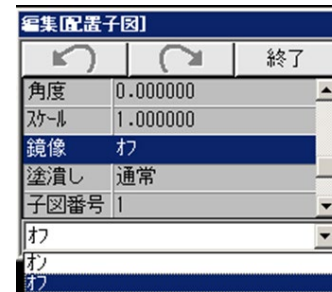 編集[配置子図]
終了
角度 0.000000
スケール 1.000000
鏡像 オフ
塗潰し 通常
子図番号 1
オフ
オン
オフ